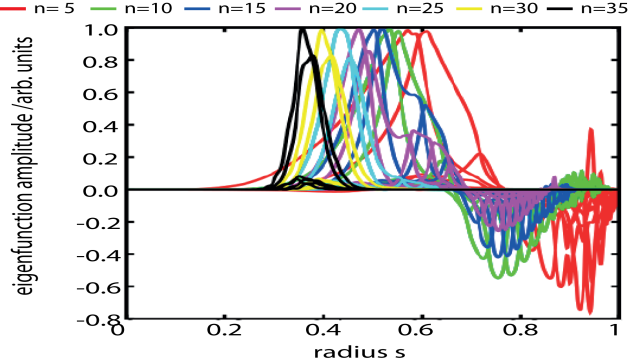 n= 5 n=10 n=15 n=20 n=25 n=30 n=35
eigenfunction amplitude /arb. units
1.0
0.8
0.6
0.4
0.2
0.0
-0.2
-0.4
-0.6
-0.8
0 0.2 0.4 0.6 0.8 1
radius s